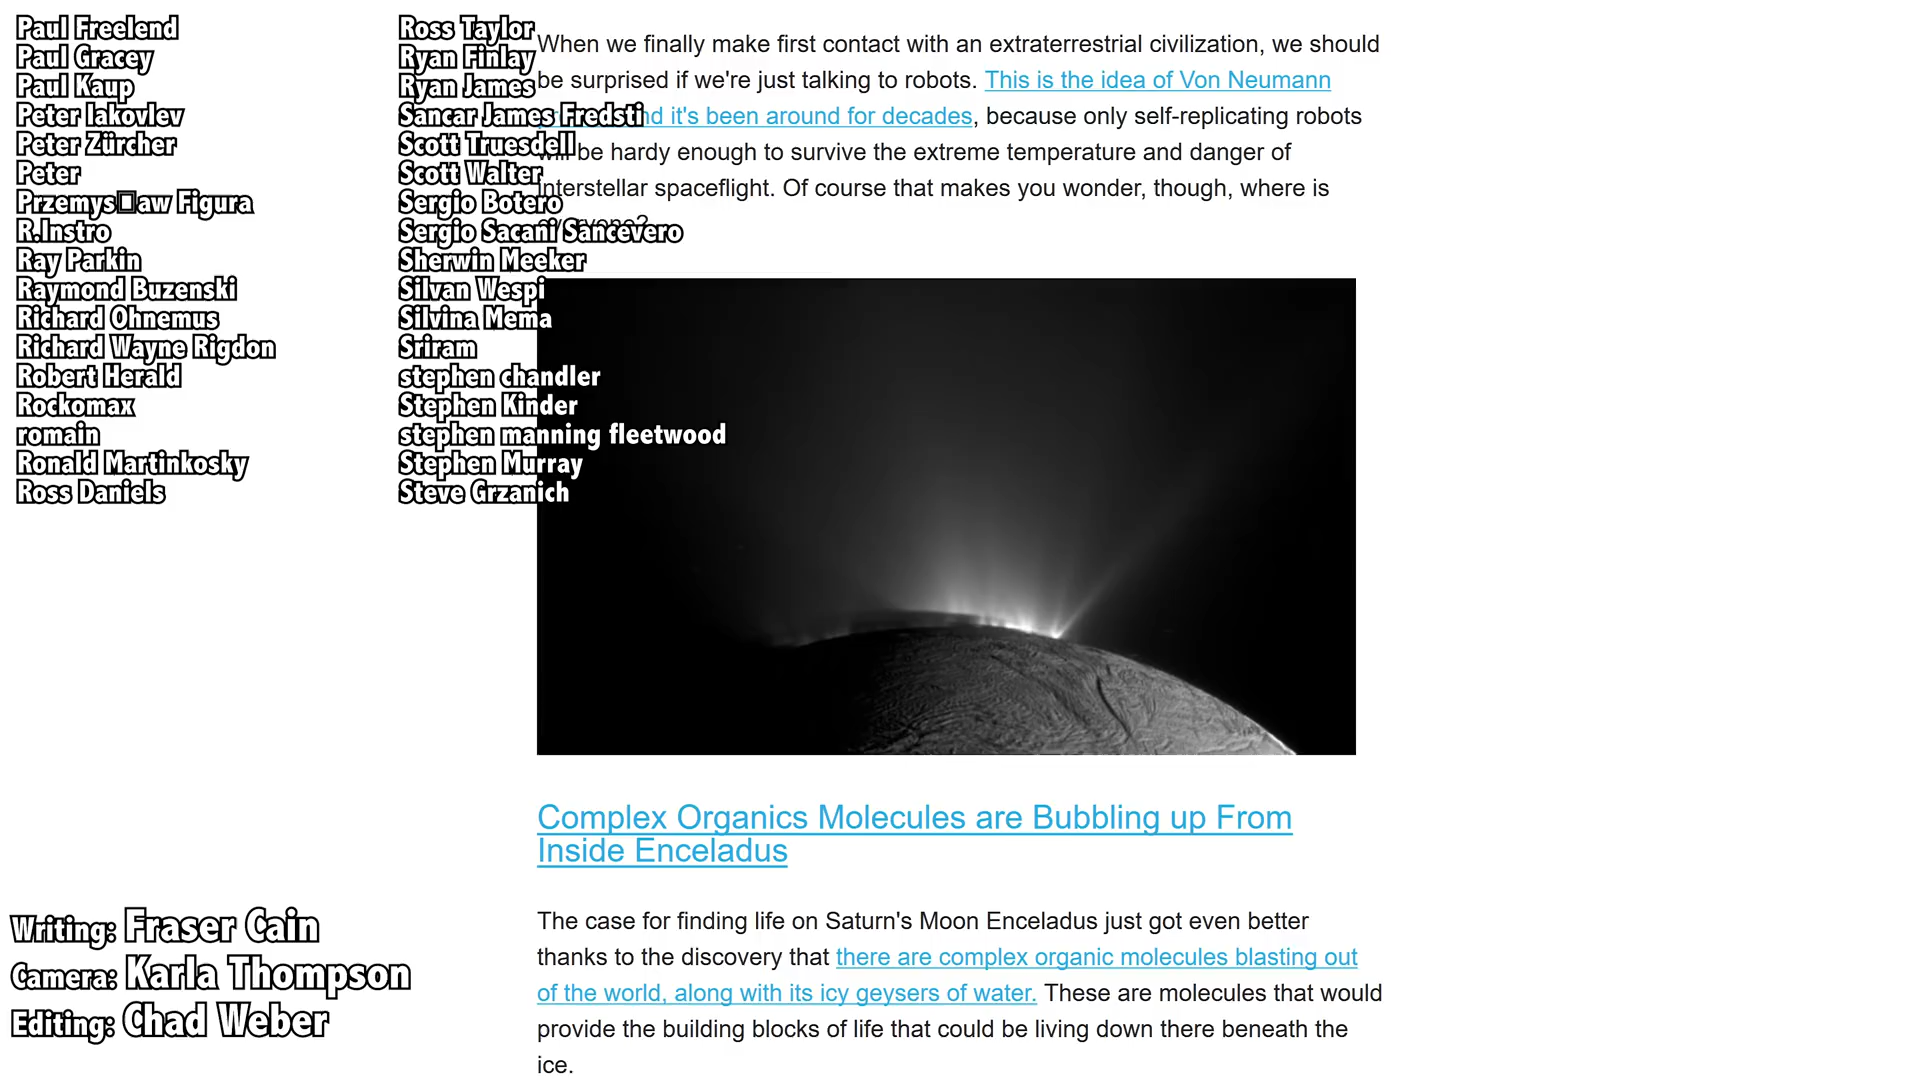 Paul Freelend
Paul Gracey
Paul Kaup
Peter Iakovlev
Peter Zürcher
Peter
Przemys▯aw Figura
R.Instro
Ray Parkin
Raymond Buzenski
Richard Ohnemus
Richard Wayne Rigdon
Robert Herald
Rockomax
romain
Ronald Martinkosky
Ross Daniels
Ross Taylor
Ryan Finlay
Ryan James
Sancar James Fredsti
Scott Truesdell
Scott Walter
Sergio Botero
Sergio Sacani Sancevero
Sherwin Meeker
Silvan Wespi
Silvina Mema
Sriram
stephen chandler
Stephen Kinder
stephen manning fleetwood
Stephen Murray
Steve Grzanich
When we finally make first contact with an extraterrestrial civilization, we should
be surprised if we're just talking to robots. This is the idea of Von Neumann
it's been around for decades, because only self-replicating robots
be hardy enough to survive the extreme temperature and danger of
interstellar spaceflight. Of course that makes you wonder, though, where is
Complex Organics Molecules are Bubbling up From
Inside Enceladus
The case for finding life on Saturn's Moon Enceladus just got even better
thanks to the discovery that there are complex organic molecules blasting out
of the world, along with its icy geysers of water. These are molecules that would
provide the building blocks of life that could be living down there beneath the
ice.
Writing: Fraser Cain
Camera: Karla Thompson
Editing: Chad Weber